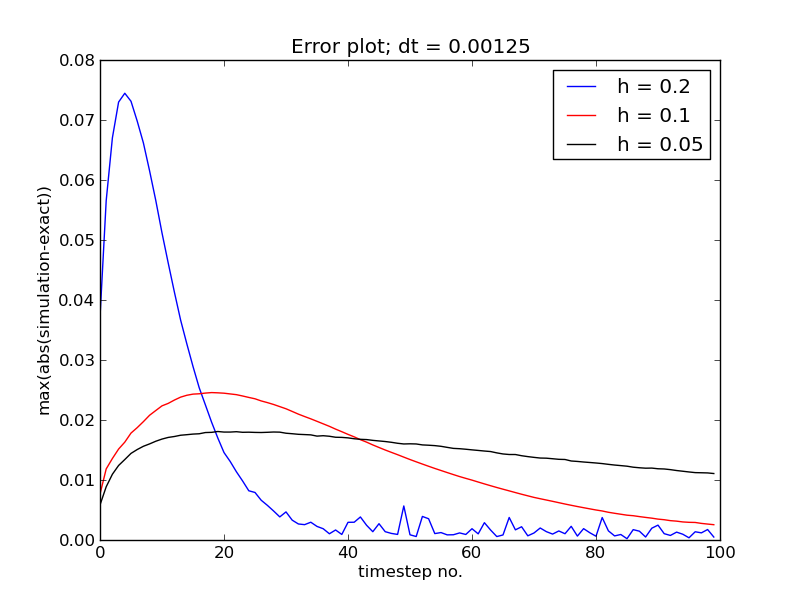 Error plot; dt = 0.00125
h = 0.2
h = 0.1
h = 0.05
max(abs(simulation-exact))
0.08
0.07
0.06
0.05
0.04
0.03
0.02
0.01
0.00
0 20 40 60 80 100
timestep no.